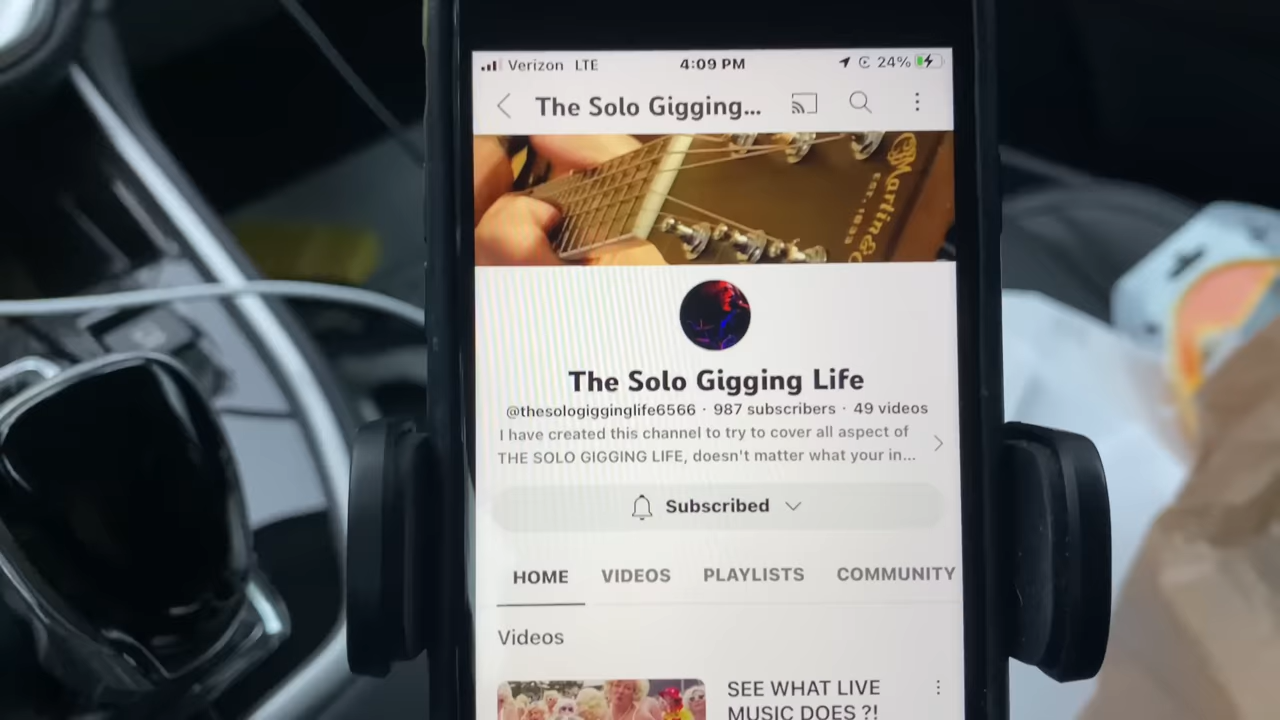 Verizon LTE 4:09 PM 24%
The Solo Gigging...
Martin & C
EST. 1833
The Solo Gigging Life
@thesologigginglife6566 · 987 subscribers · 49 videos
I have created this channel to try to cover all aspect of
THE SOLO GIGGING LIFE, doesn't matter what your in...
Subscribed
HOME VIDEOS PLAYLISTS COMMUNITY
Videos
SEE WHAT LIVE
MUSIC DOES ?!